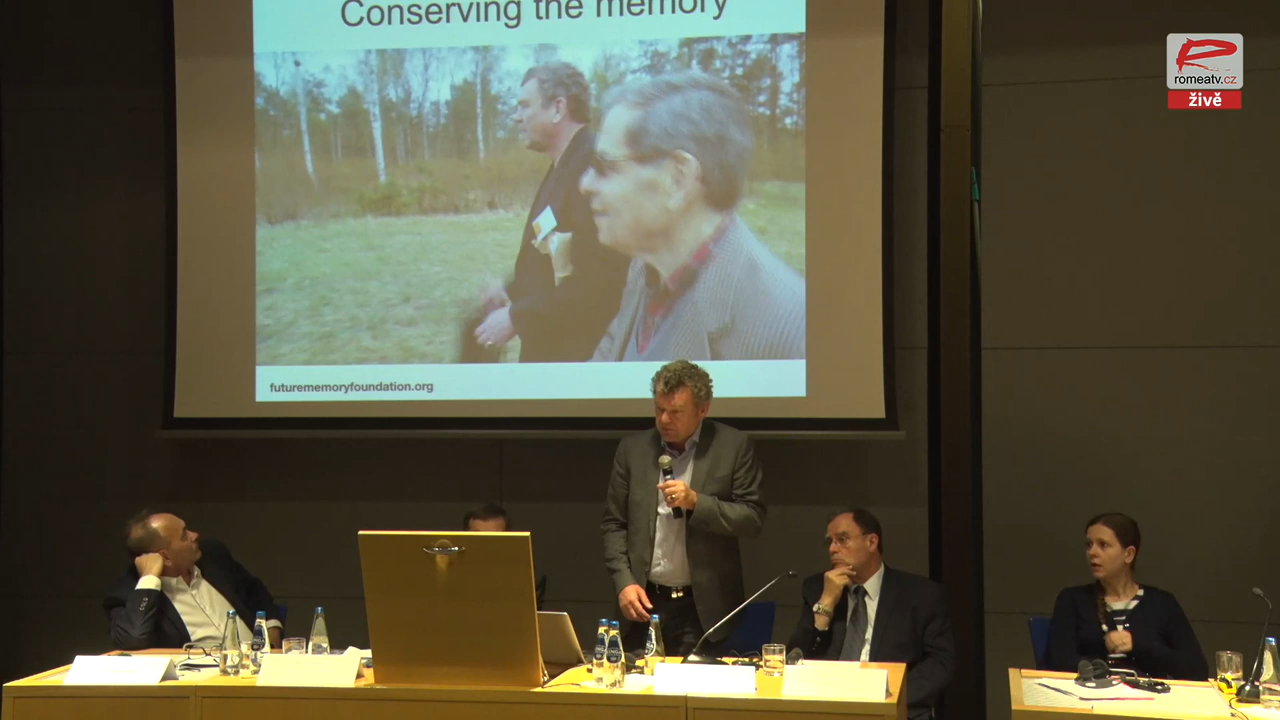 Conserving the memory
romeatv.cz
živě
futurememoryfoundation.org